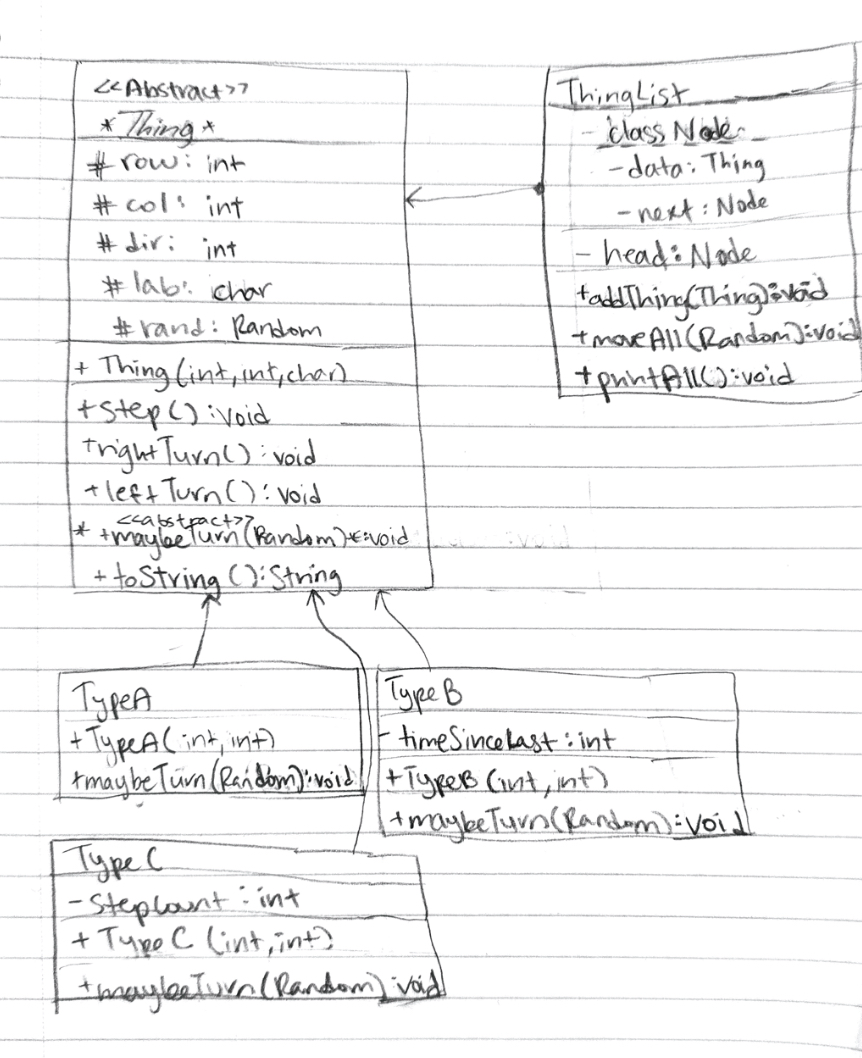 <<Abstract>>
*Thing*
# row: int
# col: int
# dir: int
# lab: char
# rand: Random
+ Thing(int,int,char)
+step():void
+rightTurn():void
+leftTurn():void
<<abstract>>
* +maybeTurn(Random)*:void
+toString():String
ThingList
- class Node
- data: Thing
- next: Node
- head: Node
+addThing(Thing):void
+moveAll(Random):void
+printAll():void
TypeA
+TypeA(int,int)
+maybeTurn(Random):void
TypeB
- timeSinceLast:int
+TypeB(int,int)
+maybeTurn(Random):void
TypeC
- StepCount:int
+ TypeC(int,int)
+maybeTurn(Random):void